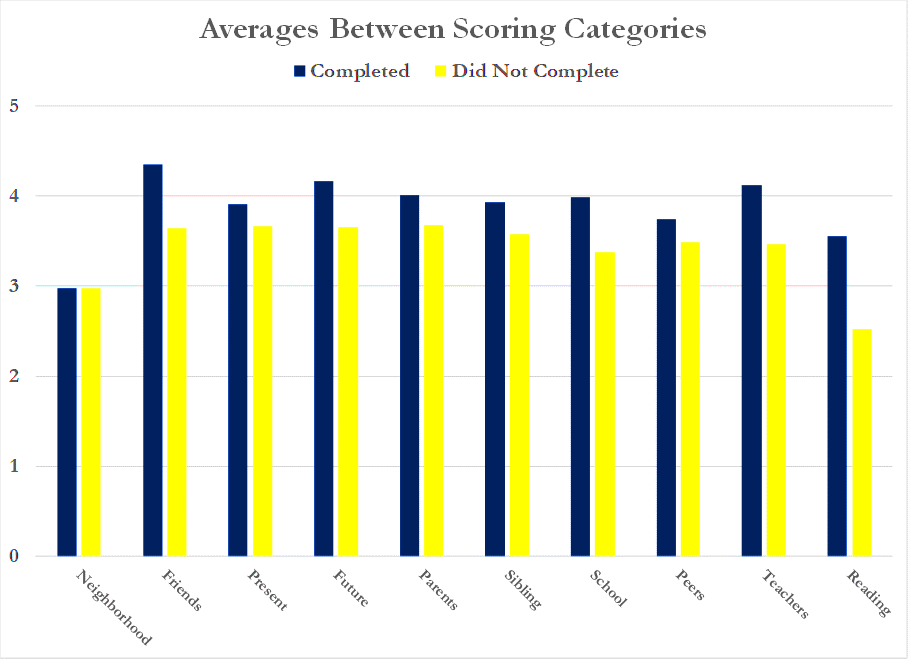 Averages Between Scoring Categories
Completed Did Not Complete
5
4
3
2
1
0
Neighborhood Friends Present Future Parents Sibling School Peers Teachers Reading